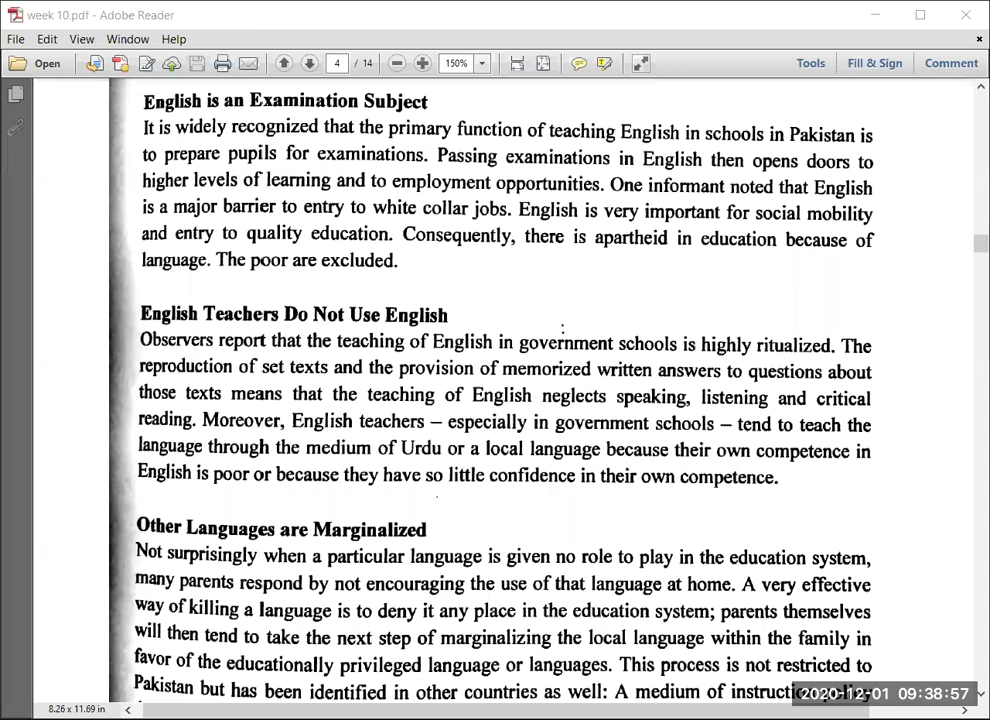 week 10.pdf - Adobe Reader
File Edit View Window Help
Open 4 / 14 150% Tools Fill & Sign Comment
English is an Examination Subject
It is widely recognized that the primary function of teaching English in schools in Pakistan is
to prepare pupils for examinations. Passing examinations in English then opens doors to
higher levels of learning and to employment opportunities. One informant noted that English
is a major barrier to entry to white collar jobs. English is very important for social mobility
and entry to quality education. Consequently, there is apartheid in education because of
language. The poor are excluded.
English Teachers Do Not Use English
Observers report that the teaching of English in government schools is highly ritualized. The
reproduction of set texts and the provision of memorized written answers to questions about
those texts means that the teaching of English neglects speaking, listening and critical
reading. Moreover, English teachers – especially in government schools – tend to teach the
language through the medium of Urdu or a local language because their own competence in
English is poor or because they have so little confidence in their own competence.
Other Languages are Marginalized
Not surprisingly when a particular language is given no role to play in the education system,
many parents respond by not encouraging the use of that language at home. A very effective
way of killing a language is to deny it any place in the education system; parents themselves
will then tend to take the next step of marginalizing the local language within the family in
favor of the educationally privileged language or languages. This process is not restricted to
Pakistan but has been identified in other countries as well: A medium of instruction
2020-12-01 09:38:57
8.26 x 11.69 in